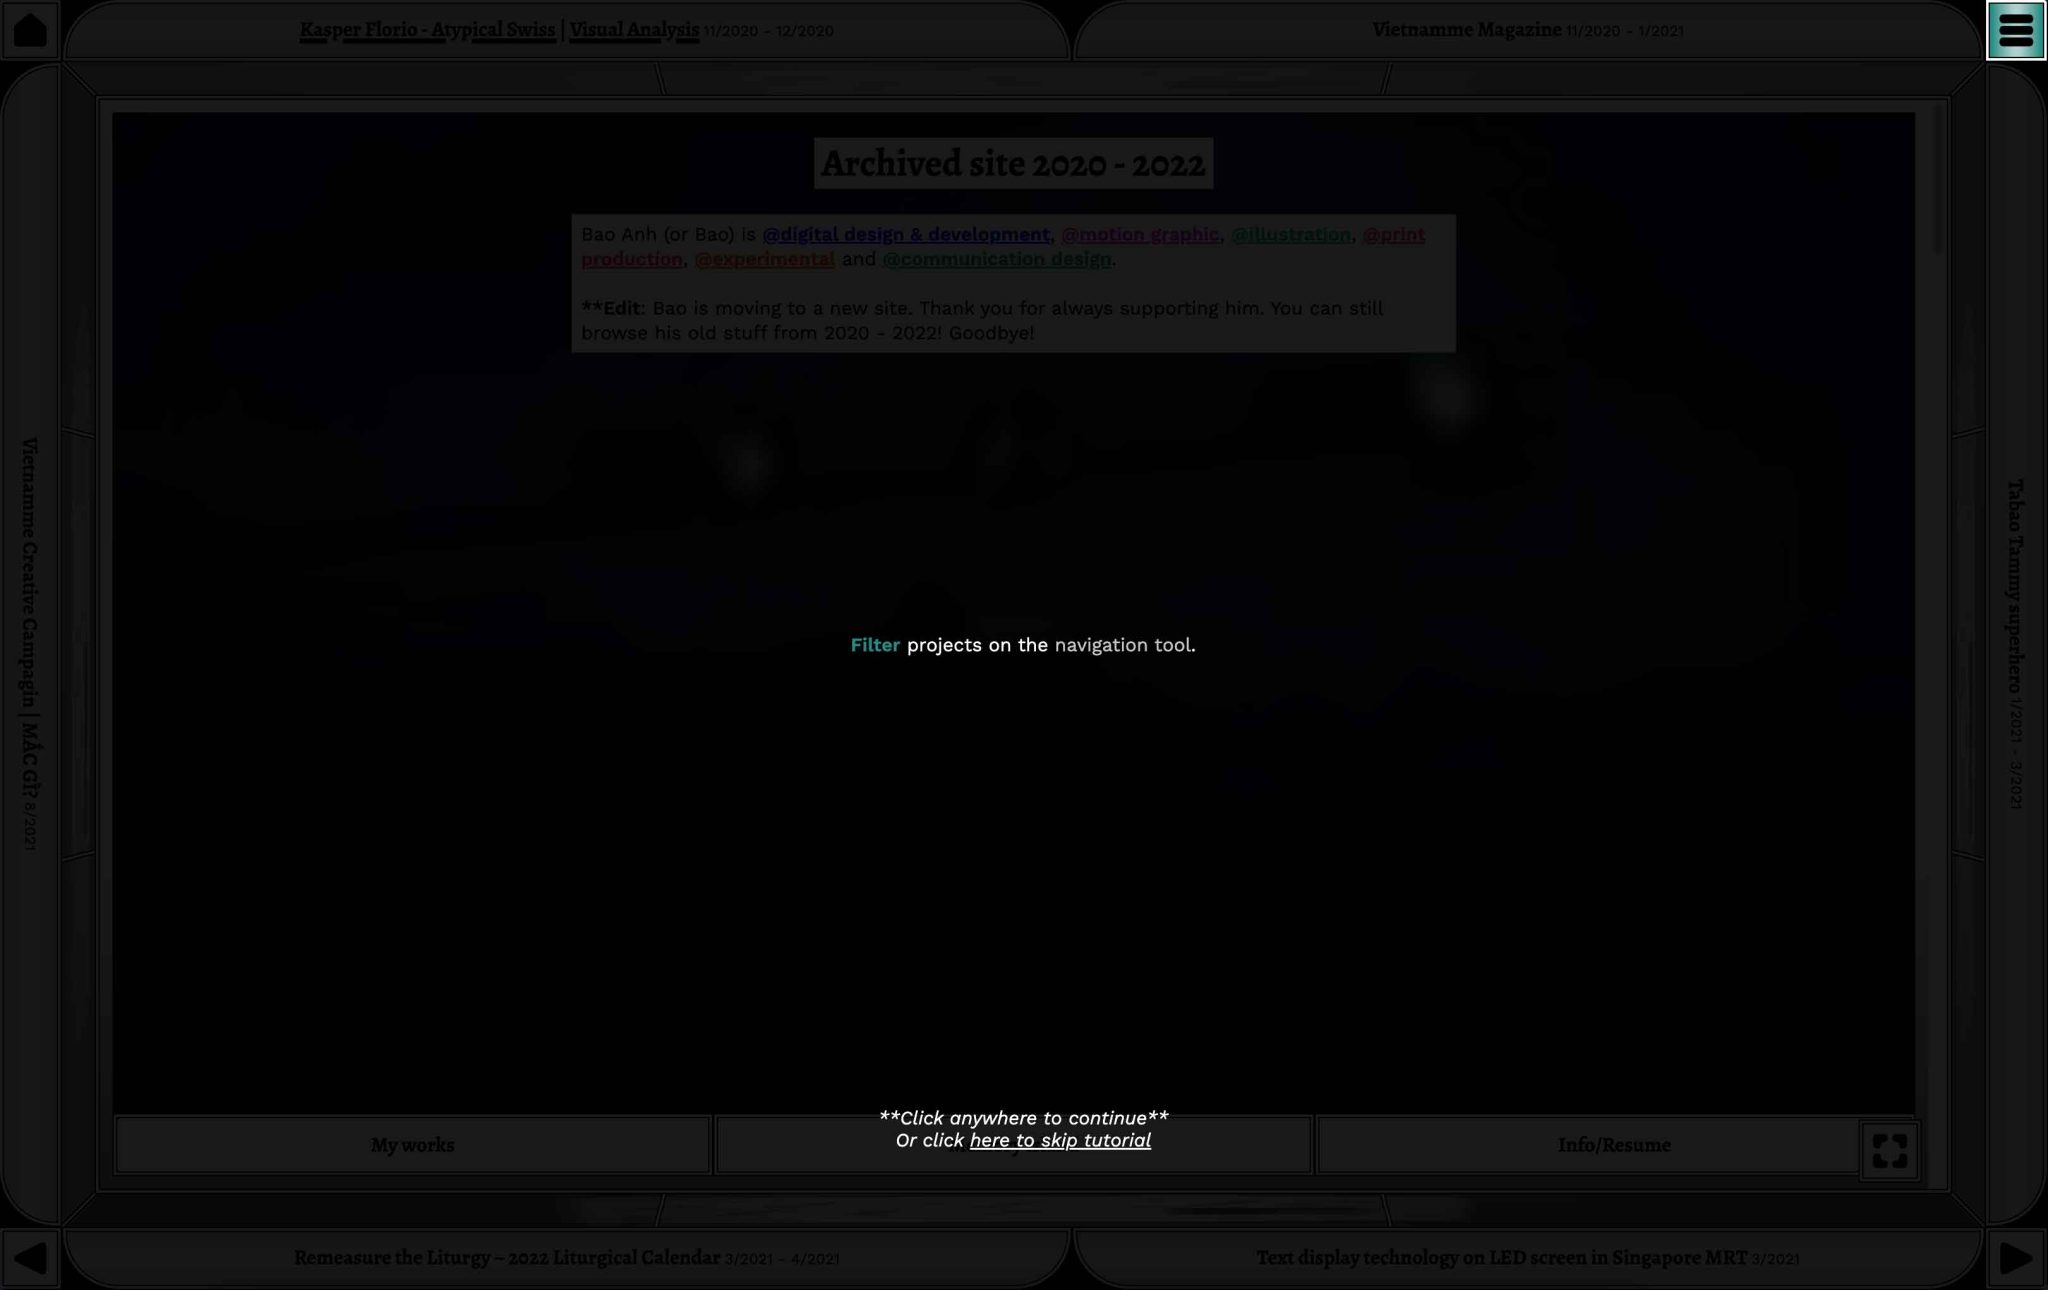 Kasper Florio - Atypical Swiss | Visual Analysis 11/2020 - 12/2020
Vietnamme Magazine 11/2020 - 1/2021
Archived site 2020 - 2022
Bao Anh (or Bao) is @digital design & development, @motion graphic, @illustration, @print
production, @experimental and @communication design.
**Edit: Bao is moving to a new site. Thank you for always supporting him. You can still
browse his old stuff from 2020 - 2022! Goodbye!
Vietnamme Creative Campagin | MẮC GÌ? 8/2021
Tabao Tammy superhero 1/2021 - 3/2021
Filter projects on the navigation tool.
**Click anywhere to continue**
Or click here to skip tutorial
My works
Info/Resume
Remeasure the Liturgy – 2022 Liturgical Calendar 3/2021 - 4/2021
Text display technology on LED screen in Singapore MRT 3/2021